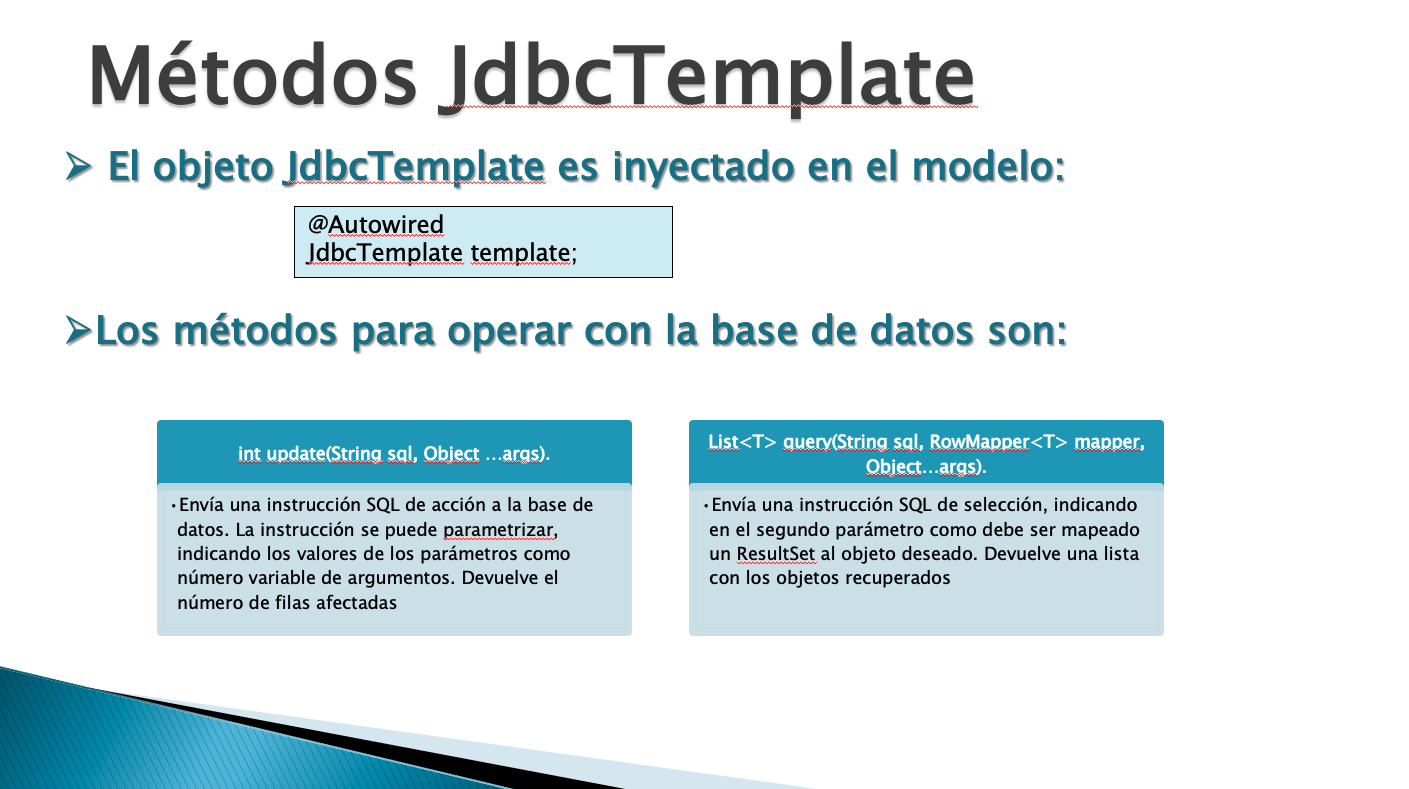 Métodos JdbcTemplate
➢ El objeto JdbcTemplate es inyectado en el modelo:
@Autowired
JdbcTemplate template;
➢Los métodos para operar con la base de datos son:
int update(String sql, Object …args).
•Envía una instrucción SQL de acción a la base de
datos. La instrucción se puede parametrizar,
indicando los valores de los parámetros como
número variable de argumentos. Devuelve el
número de filas afectadas
List<T> query(String sql, RowMapper<T> mapper,
Object…args).
•Envía una instrucción SQL de selección, indicando
en el segundo parámetro como debe ser mapeado
un ResultSet al objeto deseado. Devuelve una lista
con los objetos recuperados